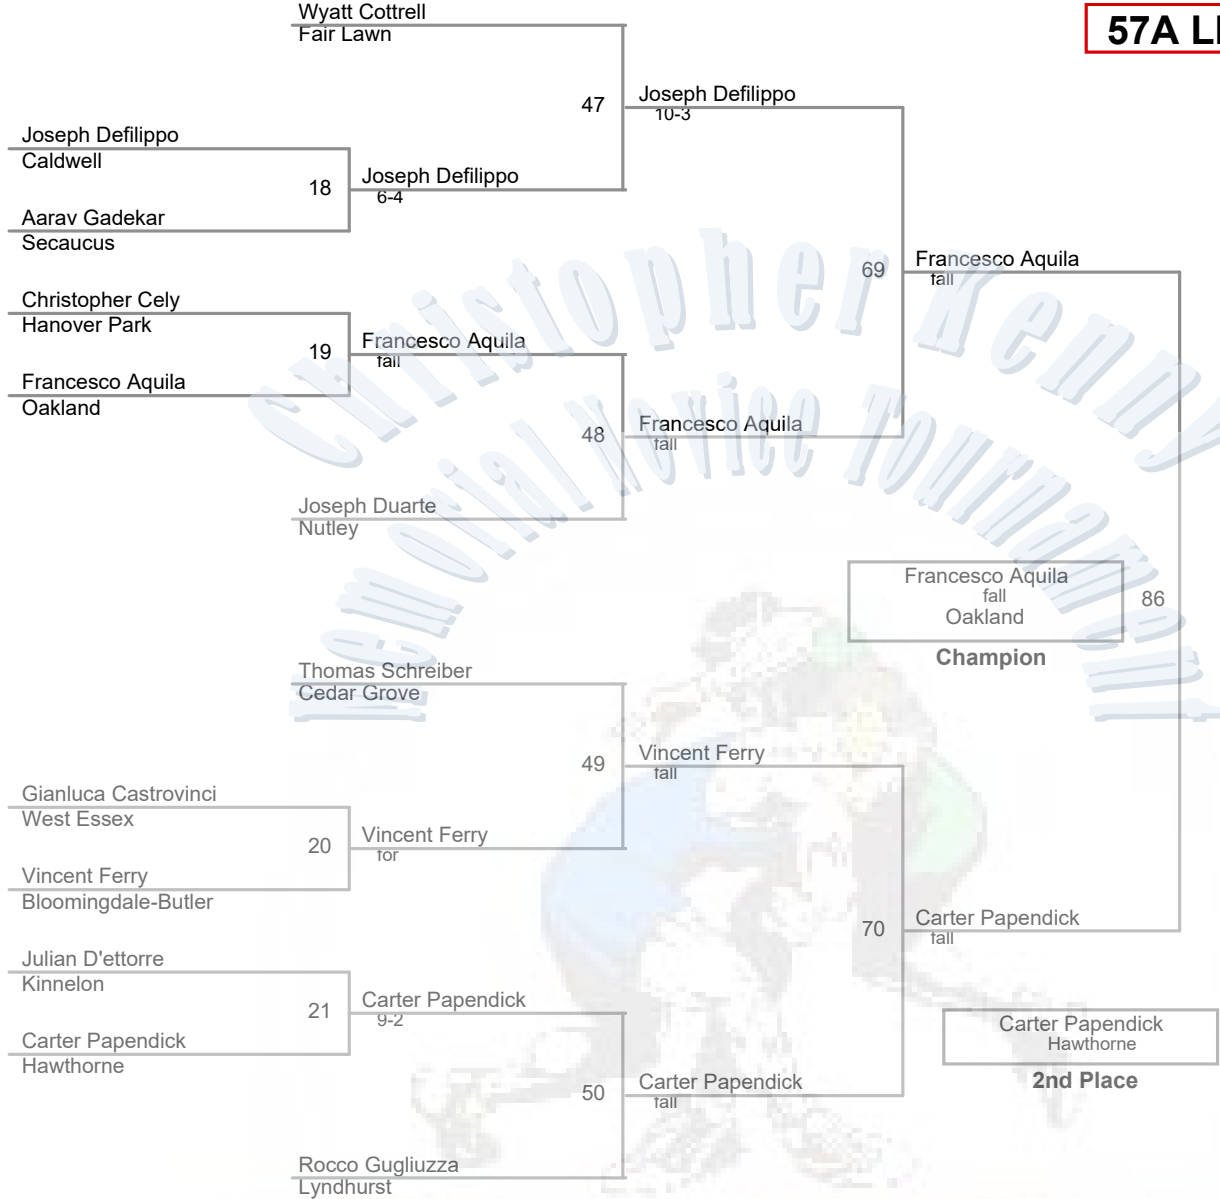 Wyatt Cottrell
Fair Lawn
57A
47
Joseph Defilippo
10-3
Joseph Defilippo
Caldwell
18
Joseph Defilippo
6-4
Aarav Gadekar
Secaucus
69
Francesco Aquila
fall
Christopher Cely
Hanover Park
19
Francesco Aquila
fall
Francesco Aquila
Oakland
48
Francesco Aquila
fall
Joseph Duarte
Nutley
Christopher Kenny
Memorial Novice Tournament
Francesco Aquila
fall
Oakland
86
Champion
Thomas Schreiber
Cedar Grove
49
Vincent Ferry
fall
Gianluca Castrovinci
West Essex
20
Vincent Ferry
for
Vincent Ferry
Bloomingdale-Butler
70
Carter Papendick
fall
Julian D'ettorre
Kinnelon
21
Carter Papendick
9-2
Carter Papendick
Hawthorne
Carter Papendick
Hawthorne
2nd Place
50
Carter Papendick
fall
Rocco Gugliuzza
Lyndhurst